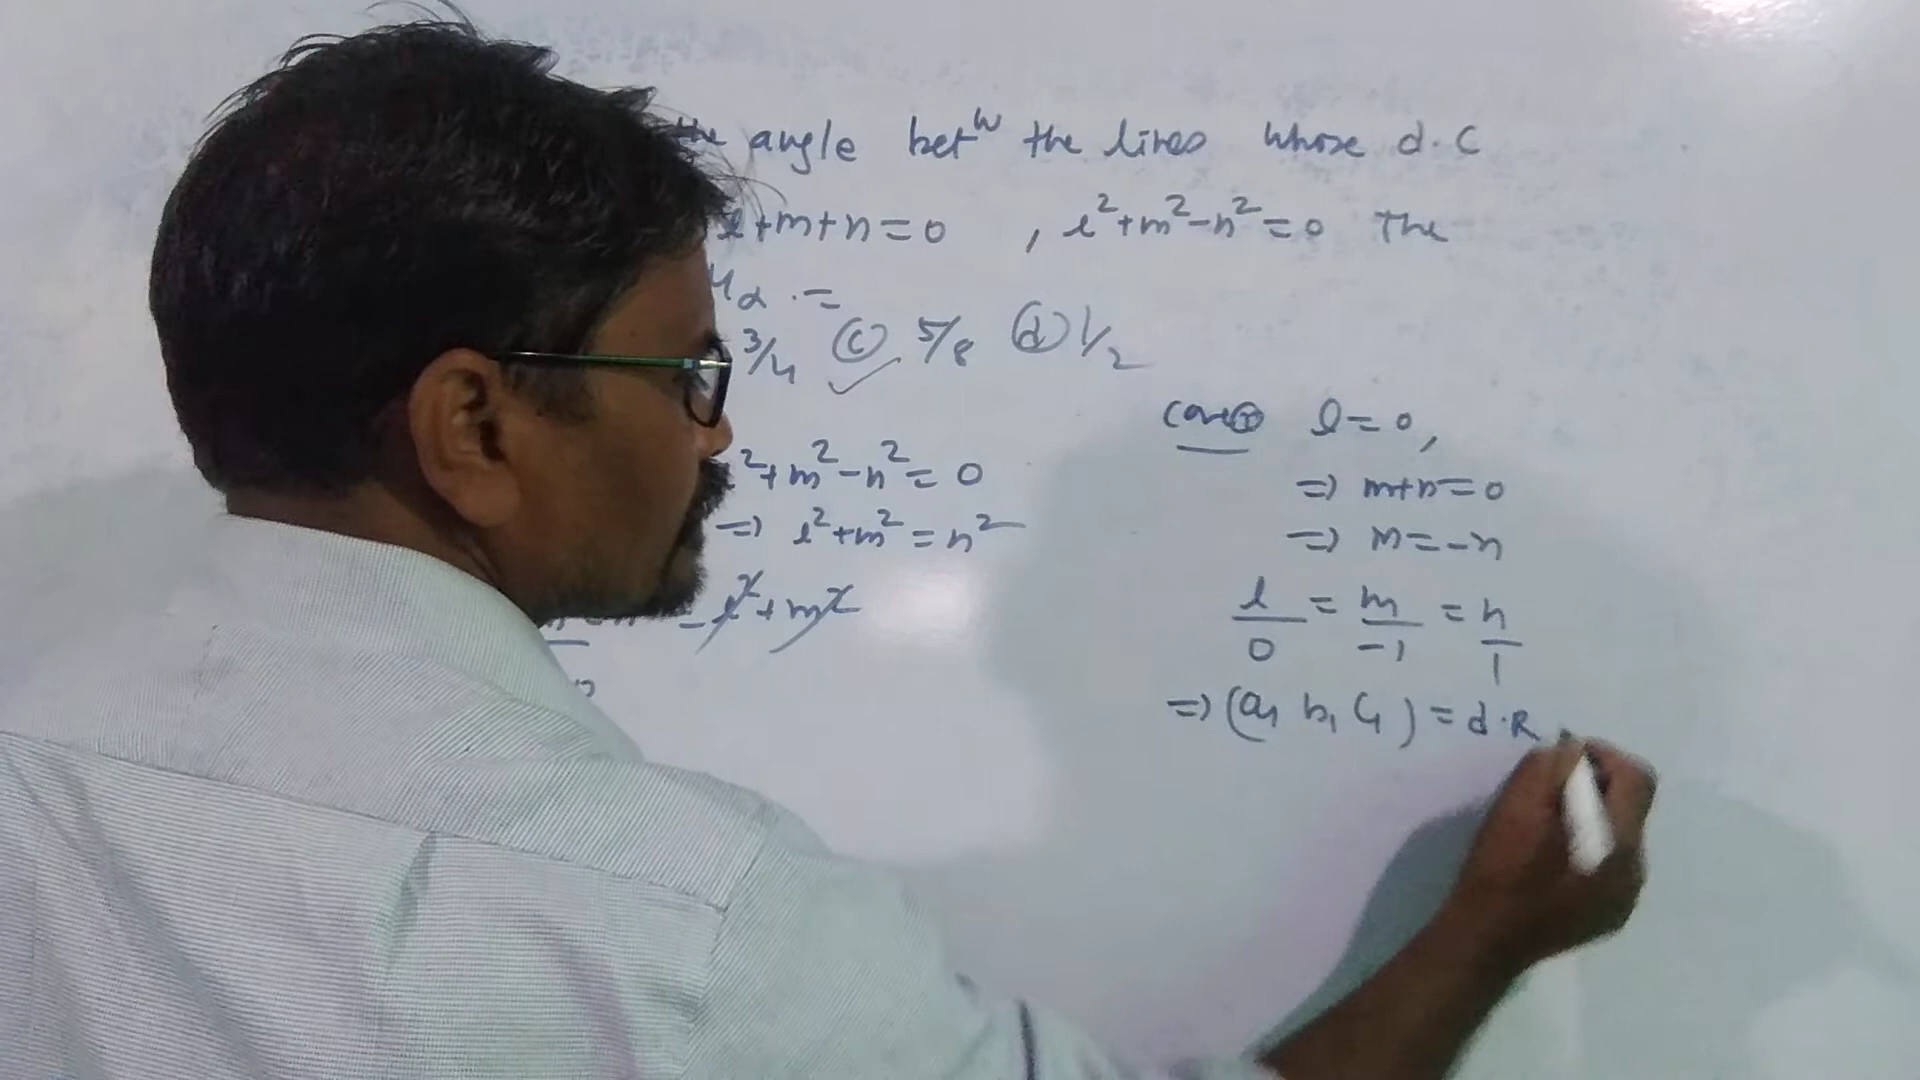 the angle betw the lines whose d.c
l+m+n=0 , l²+m²-n²=0 The
α =
3/4 (c) 5/8 (d) 1/2
l²+m²-n²=0
=> l²+m²=n²
= l²+m²
Case① l=0,
=> m+n=0
=> m=-n
l/0 = m/-1 = n/1
=> (a₁ b₁ c₁) = d.R